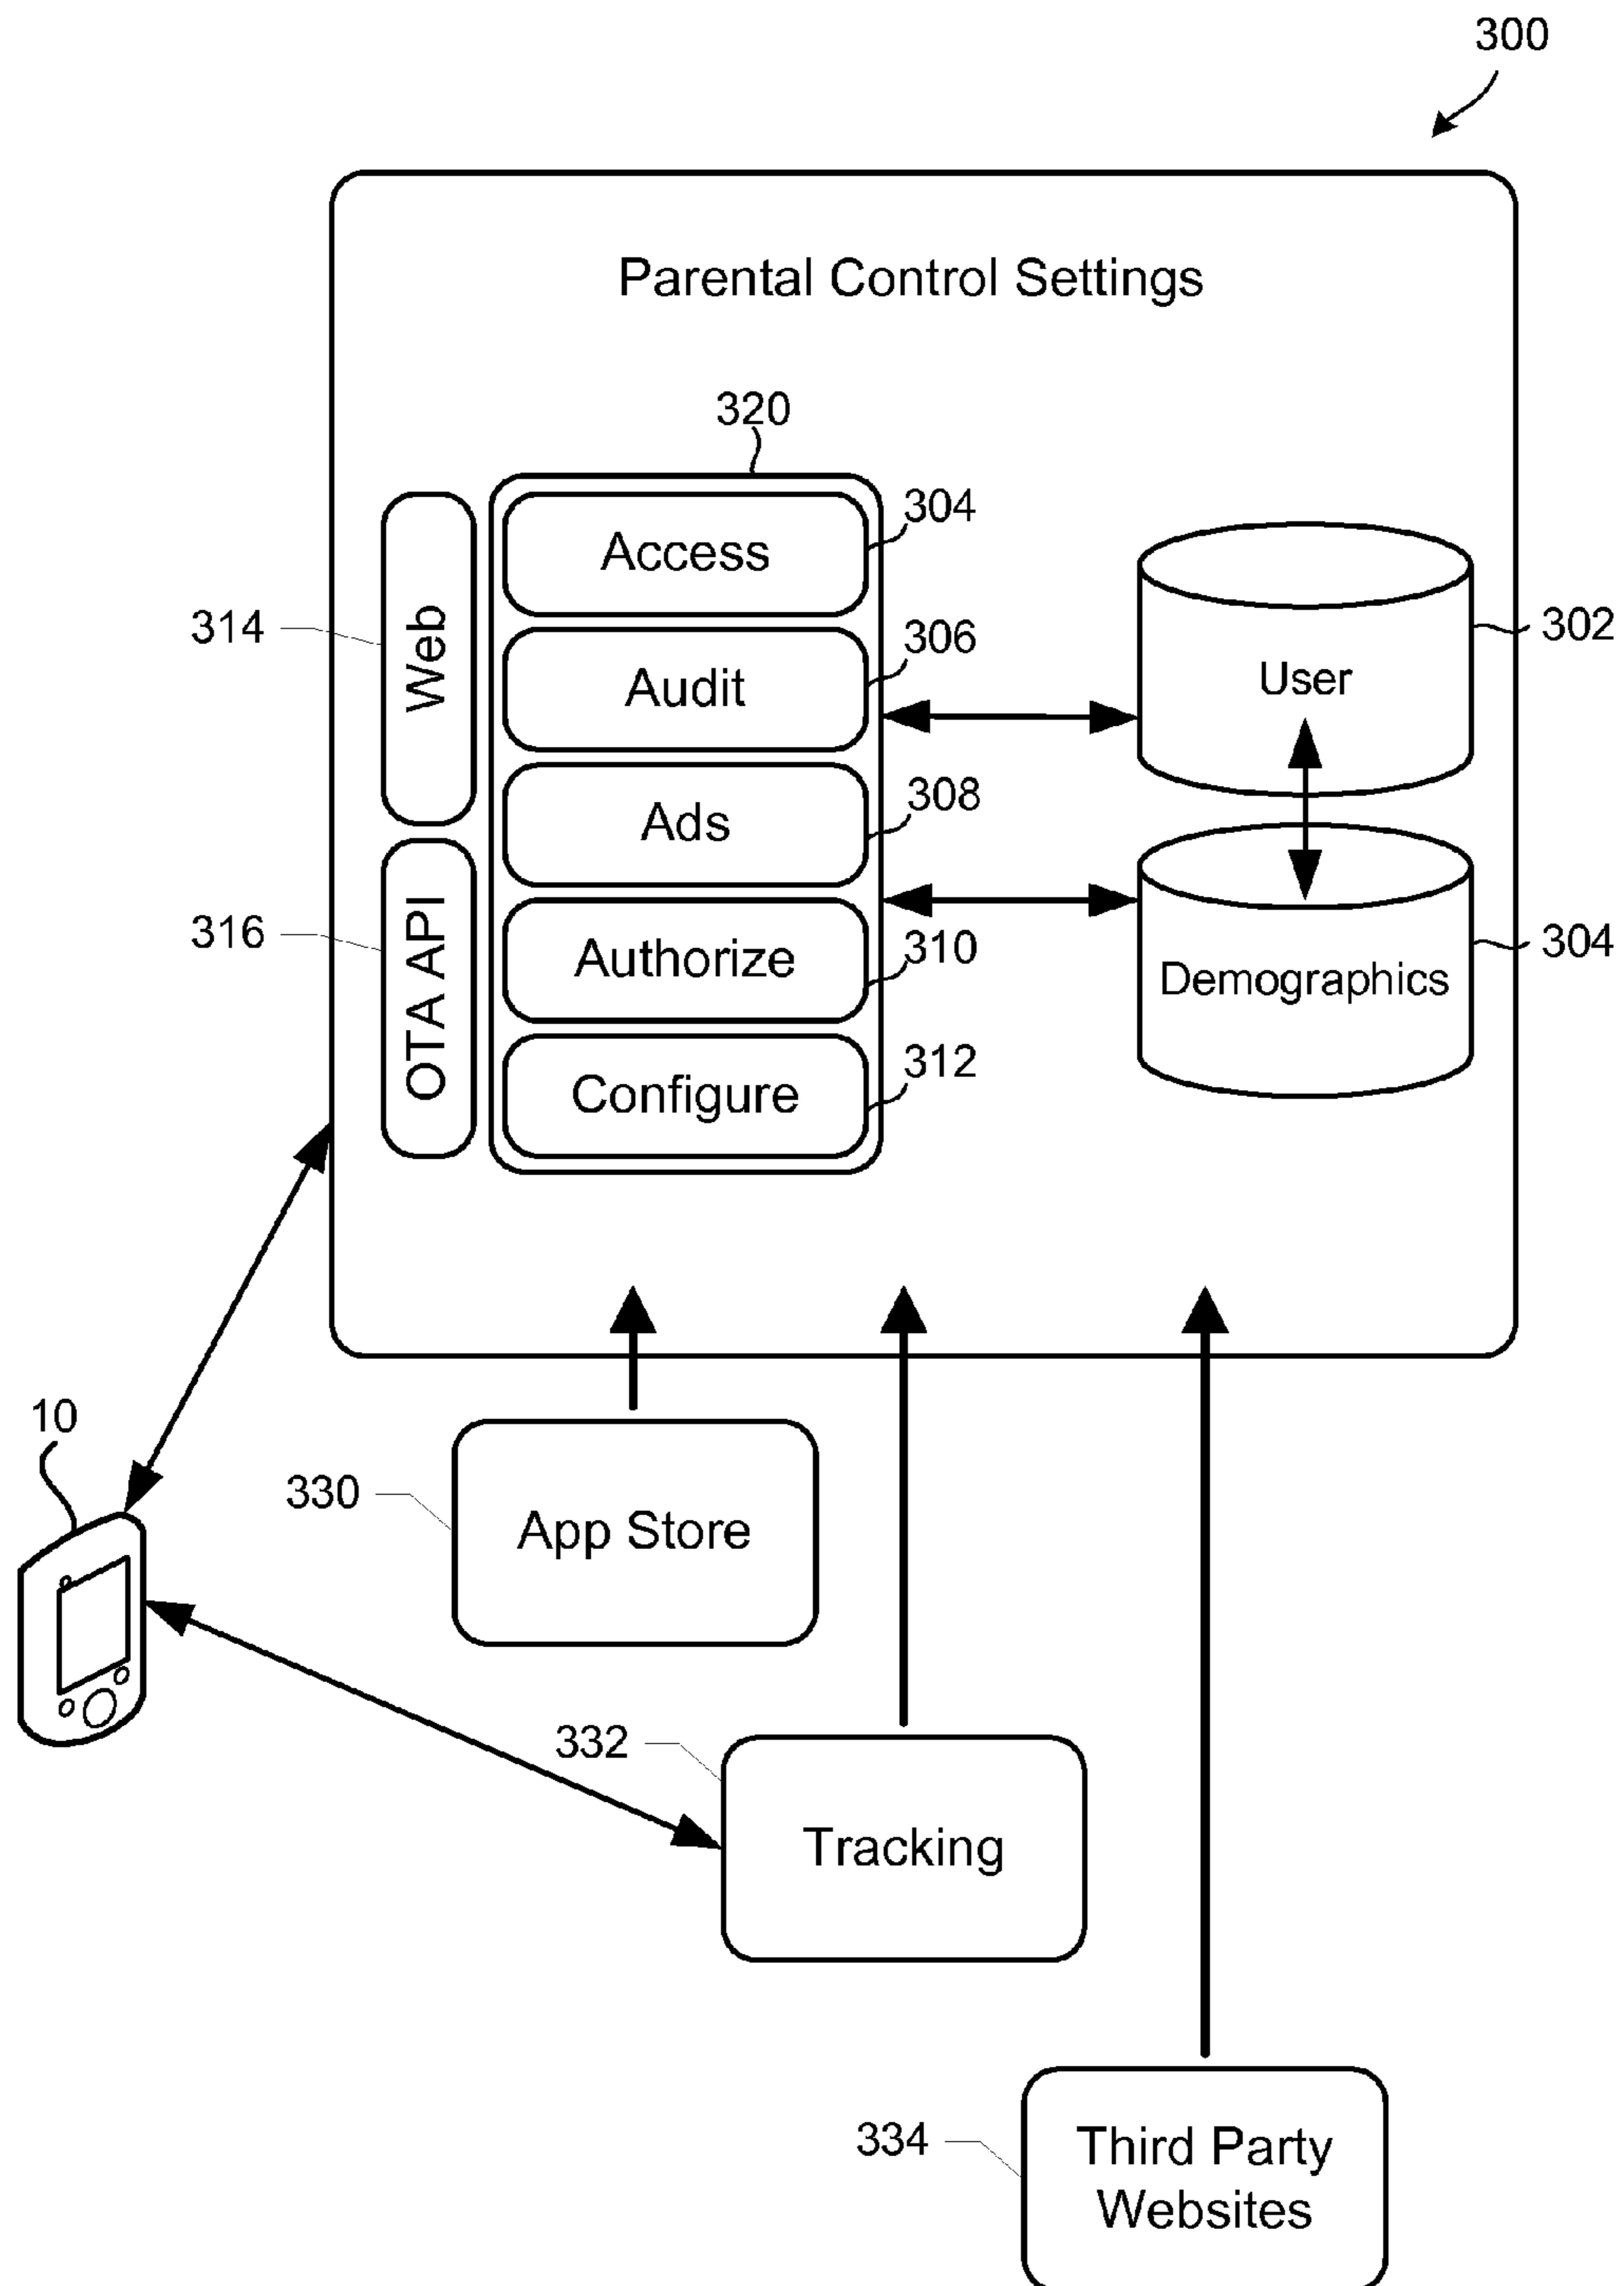 300
Parental Control Settings
320
Access
304
314
Web
Audit
306
User
302
Ads
308
316
OTA API
Authorize
310
Demographics
304
Configure
312
10
330
App Store
332
Tracking
334
Third Party
Websites